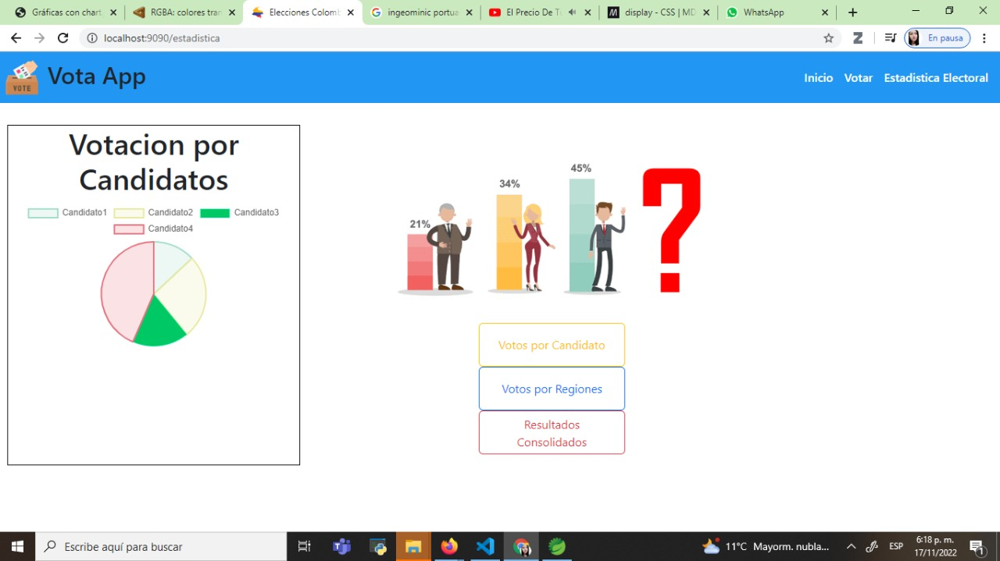 Gráficas con chart.
RGBA: colores tran
Elecciones Colomb
ingeominic portua
El Precio De Tu
display - CSS | MD
WhatsApp
localhost:9090/estadistica
En pausa
VOTE
Vota App
Inicio Votar Estadistica Electoral
Votacion por
Candidatos
Candidato1 Candidato2 Candidato3
Candidato4
21%
34%
45%
?
Votos por Candidato
Votos por Regiones
Resultados
Consolidados
Escribe aquí para buscar
11°C Mayorm. nubla...
ESP
6:18 p. m.
17/11/2022
1